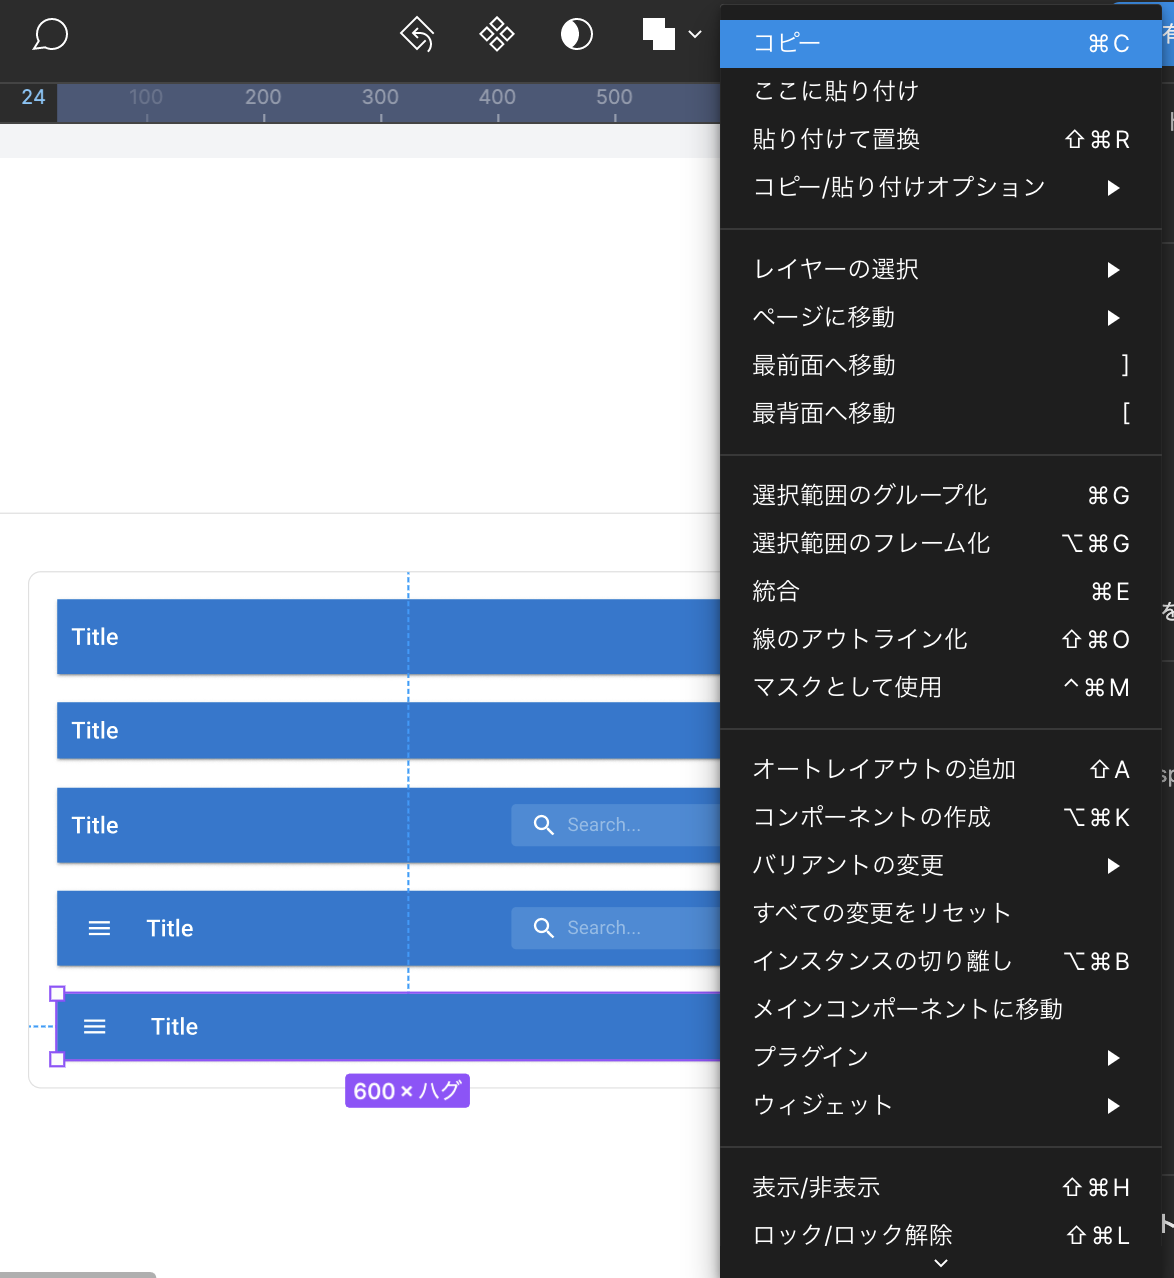 24 100 200 300 400 500
コピー ⌘C
ここに貼り付け
貼り付けて置換 ⇧⌘R
コピー/貼り付けオプション ▶
レイヤーの選択 ▶
ページに移動 ▶
最前面へ移動 ]
最背面へ移動 [
選択範囲のグループ化 ⌘G
選択範囲のフレーム化 ⌥⌘G
統合 ⌘E
線のアウトライン化 ⇧⌘O
マスクとして使用 ^⌘M
オートレイアウトの追加 ⇧A
コンポーネントの作成 ⌥⌘K
バリアントの変更 ▶
すべての変更をリセット
インスタンスの切り離し ⌥⌘B
メインコンポーネントに移動
プラグイン ▶
ウィジェット ▶
表示/非表示 ⇧⌘H
ロック/ロック解除 ⇧⌘L
Title
Title
Title Search...
Title Search...
Title
600 × ハグ